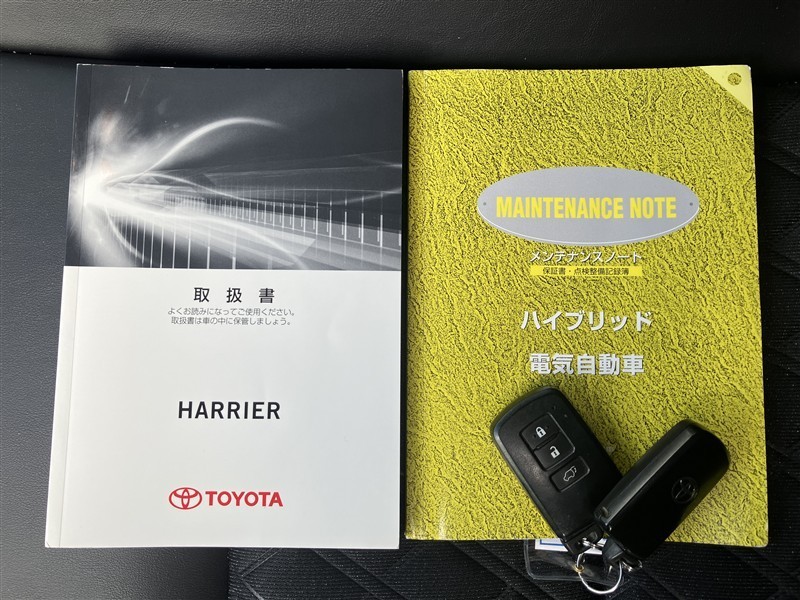 取扱書
よくお読みになってご使用ください。
取扱書は車の中に保管しましょう。
HARRIER
TOYOTA
MAINTENANCE NOTE
メンテナンスノート
保証書・点検整備記録簿
ハイブリッド
電気自動車